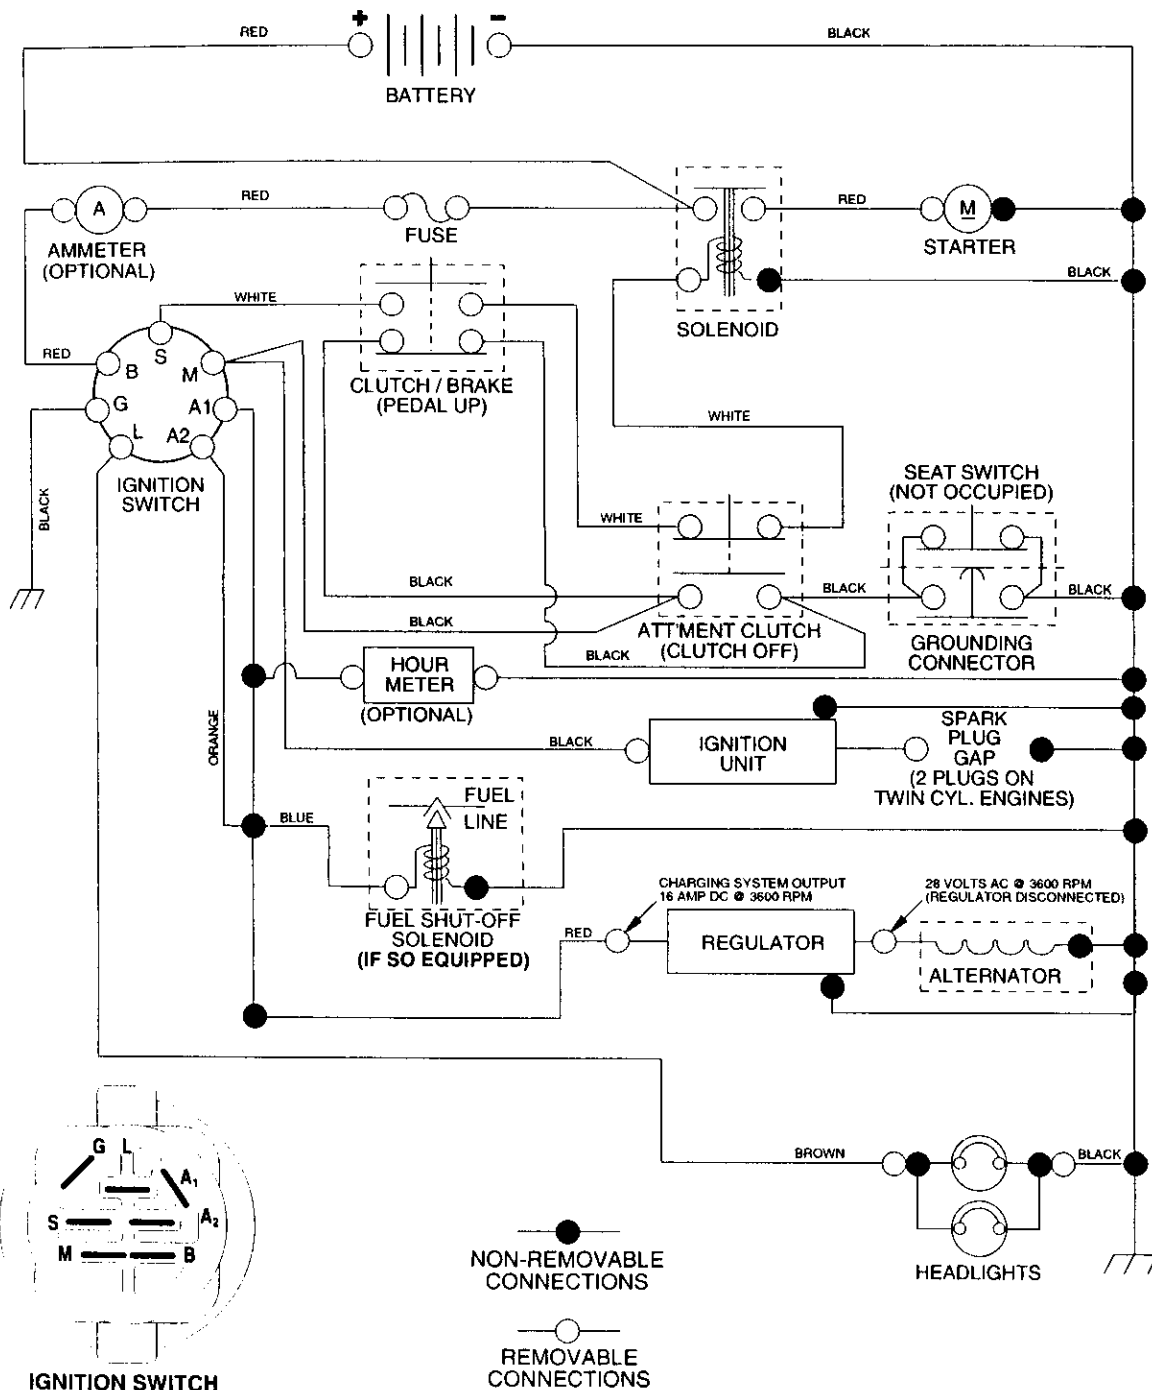 +
-
RED
BLACK
BATTERY
A
RED
RED
M
AMMETER
(OPTIONAL)
FUSE
STARTER
BLACK
SOLENOID
WHITE
S
RED
B
M
G
A1
L
A2
CLUTCH / BRAKE
(PEDAL UP)
WHITE
IGNITION
SWITCH
BLACK
SEAT SWITCH
(NOT OCCUPIED)
WHITE
BLACK
BLACK
BLACK
BLACK
ATT'MENT CLUTCH
(CLUTCH OFF)
GROUNDING
CONNECTOR
BLACK
HOUR
METER
(OPTIONAL)
ORANGE
BLACK
IGNITION
UNIT
SPARK
PLUG
GAP
(2 PLUGS ON
TWIN CYL. ENGINES)
FUEL
LINE
BLUE
FUEL SHUT-OFF
SOLENOID
(IF SO EQUIPPED)
CHARGING SYSTEM OUTPUT
16 AMP DC @ 3600 RPM
28 VOLTS AC @ 3600 RPM
(REGULATOR DISCONNECTED)
RED
REGULATOR
ALTERNATOR
G L
A1
S
A2
M
B
IGNITION SWITCH
BROWN
BLACK
HEADLIGHTS
NON-REMOVABLE
CONNECTIONS
REMOVABLE
CONNECTIONS